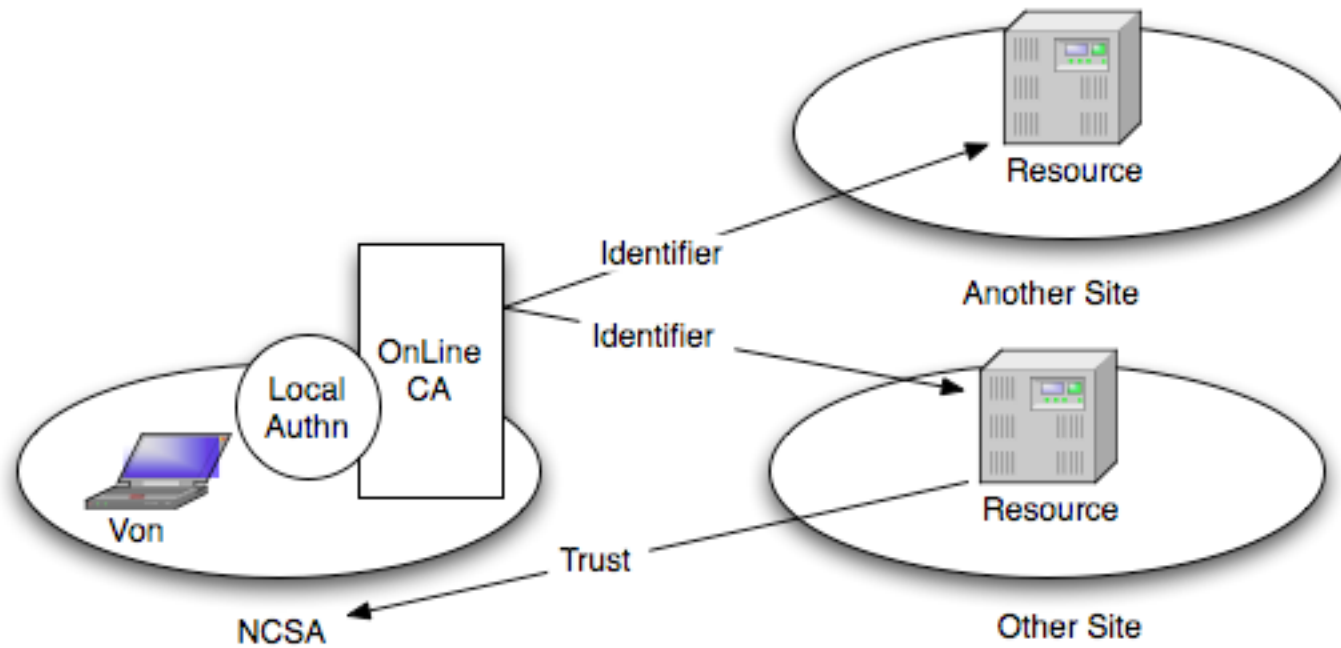 Resource
Another Site
Identifier
Identifier
OnLine
CA
Local
Authn
Von
NCSA
Trust
Resource
Other Site